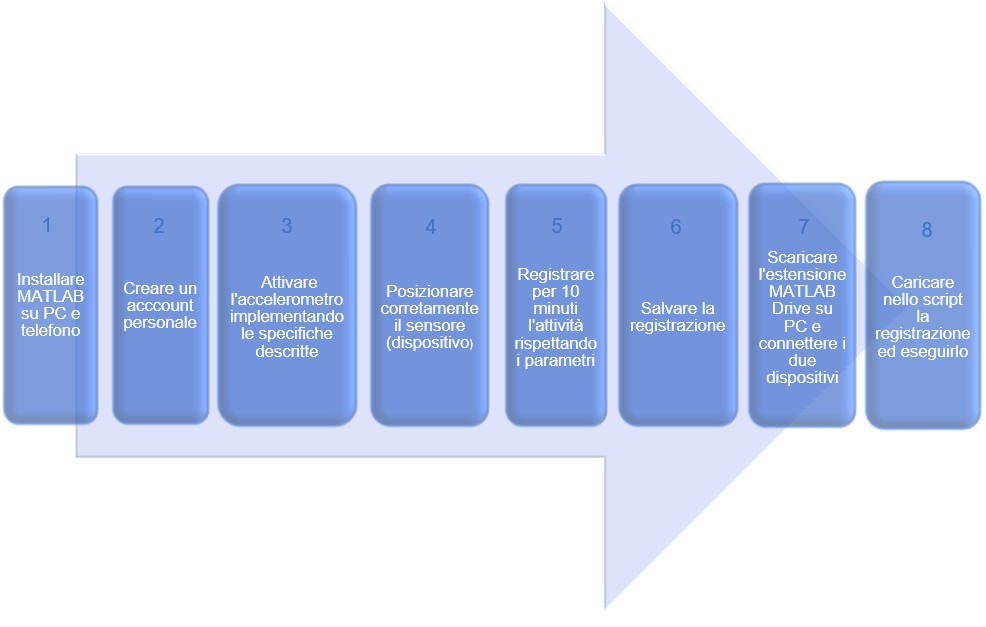 1
Installare
MATLAB
su PC e
telefono
2
Creare un
acccount
personale
3
Attivare
l'accelerometro
implementando
le specifiche
descritte
4
Posizionare
corretamente
il sensore
(dispositivo)
5
Registrare
per 10
minuti
l'attività
rispettando
i parametri
6
Salvare la
registrazione
7
Scaricare
l'estensione
MATLAB
Drive su
PC e
connettere i
due
dispositivi
8
Caricare
nello script
la
registrazione
ed eseguirlo